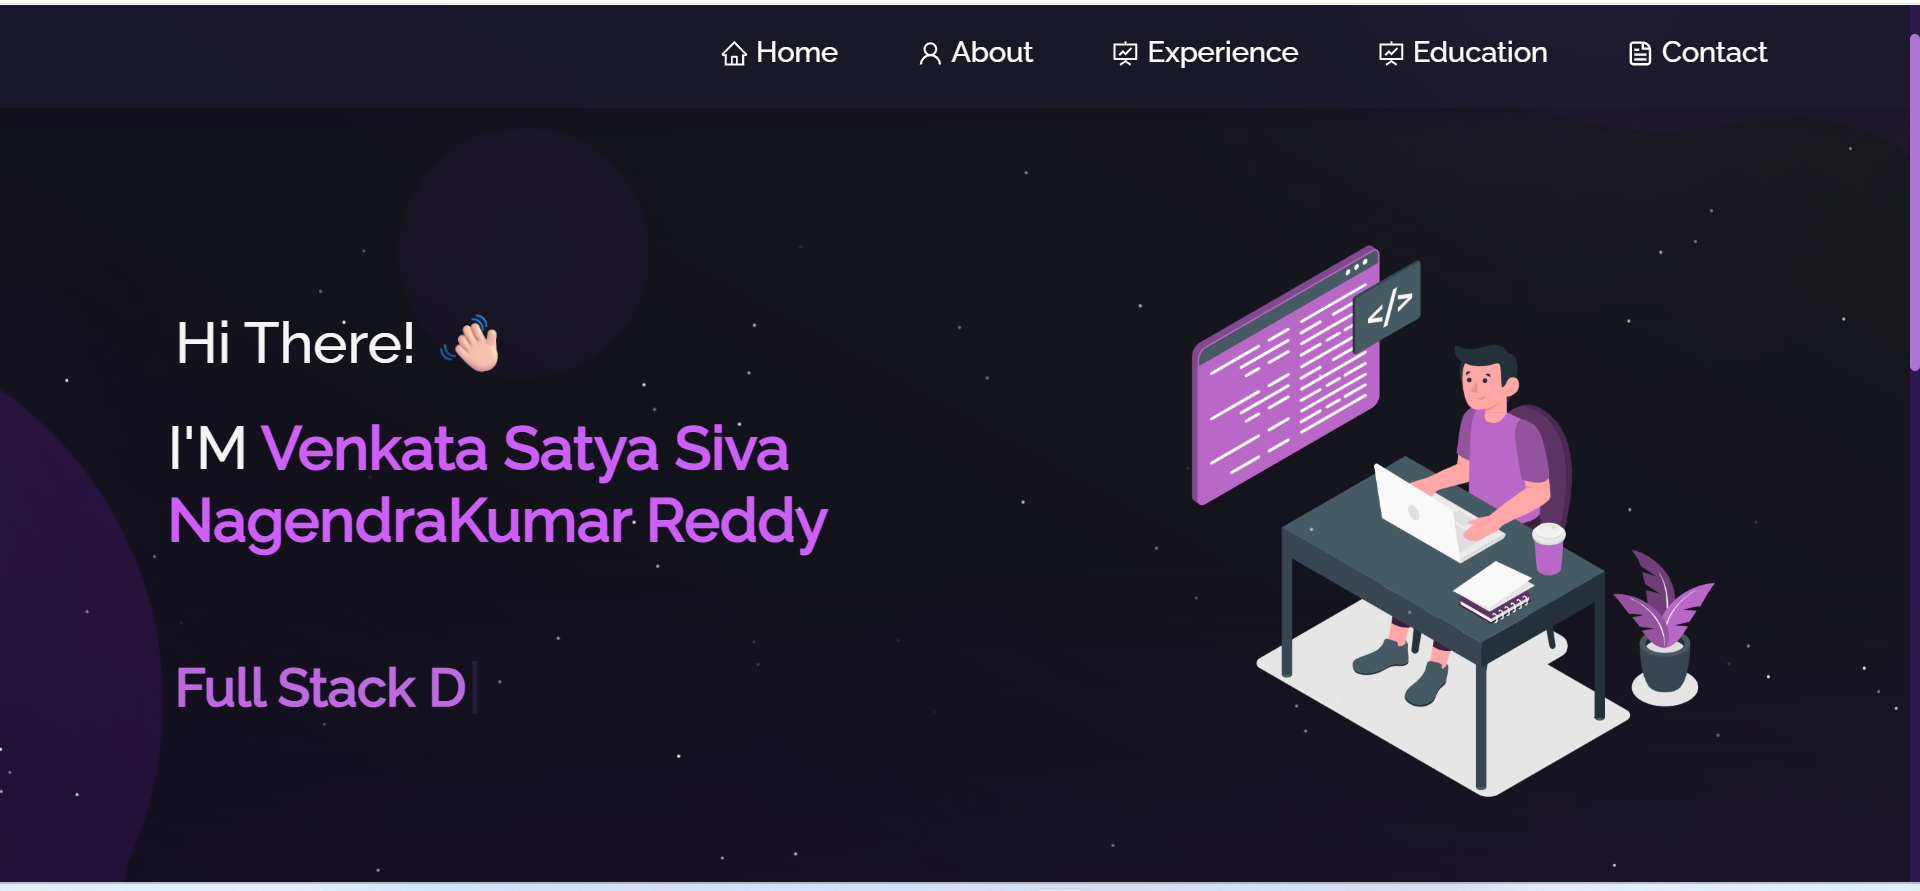 Home About Experience Education Contact
</>
Hi There! 👋🏻
I'M Venkata Satya Siva
NagendraKumar Reddy
Full Stack D